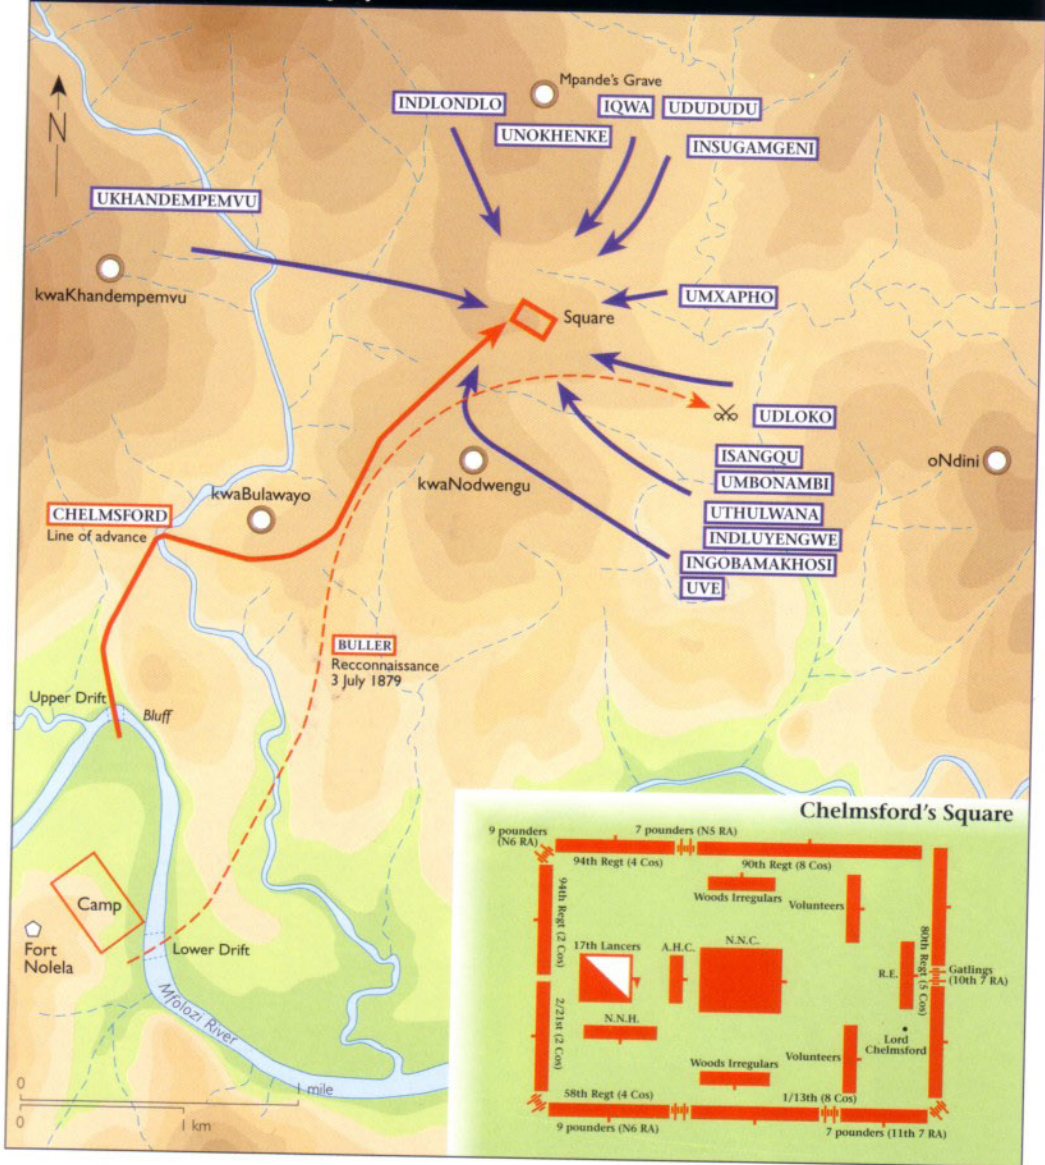 N
Mpande's Grave
INDLONDLO
IQWA
UDUDUDU
UNOKHENKE
INSUGAMGENI
UKHANDEMPEMVU
kwaKhandempemvu
UMXAPHO
Square
UDLOKO
ISANGQU
UMBONAMBI
oNdini
kwaNodwengu
kwaBulawayo
UTHULWANA
INDLUYENGWE
INGOBAMAKHOSI
UVE
CHELMSFORD
Line of advance
BULLER
Recconnaissance
3 July 1879
Upper Drift
Bluff
Camp
Fort
Nolela
Lower Drift
Mfolozi River
0
1 mile
0
1 km
Chelmsford's Square
9 pounders
(N6 RA)
7 pounders (N5 RA)
94th Regt (4 Cos)
90th Regt (8 Cos)
94th Regt (2 Cos)
Woods Irregulars
Volunteers
80th Regt (5 Cos)
17th Lancers
A.H.C.
N.N.C.
R.E.
Gatlings
(10th 7 RA)
N.N.H.
2/21st (2 Cos)
Lord
Chelmsford
Woods Irregulars
Volunteers
58th Regt (4 Cos)
1/13th (8 Cos)
9 pounders (N6 RA)
7 pounders (11th 7 RA)